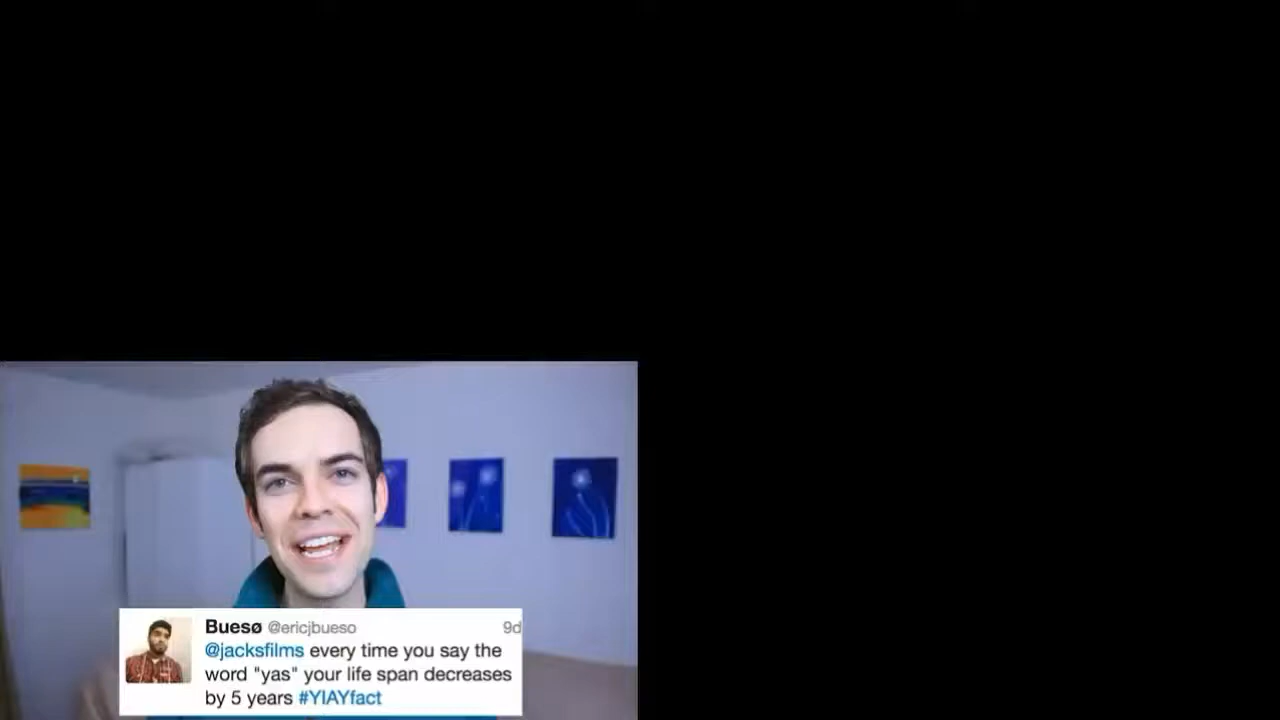 Buesø @ericjbueso 9d
@jacksfilms every time you say the
word "yas" your life span decreases
by 5 years #YIAYfact